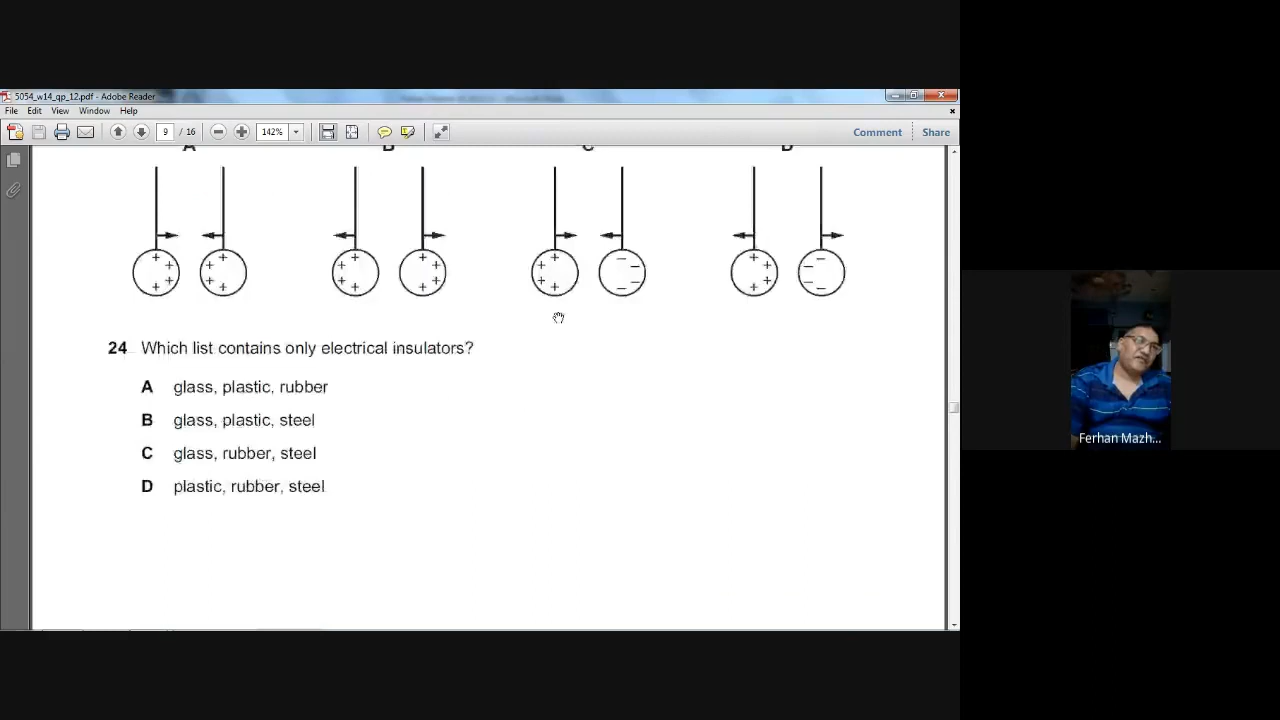 5054_w14_qp_12.pdf - Adobe Reader
File Edit View Window Help
9 / 16 142% Comment Share
A B C D
+ + + + + + + + + + + + + + + + + + + + − − − − + + + + − − − −
24 Which list contains only electrical insulators?
A glass, plastic, rubber
B glass, plastic, steel
C glass, rubber, steel
D plastic, rubber, steel
Ferhan Mazh...